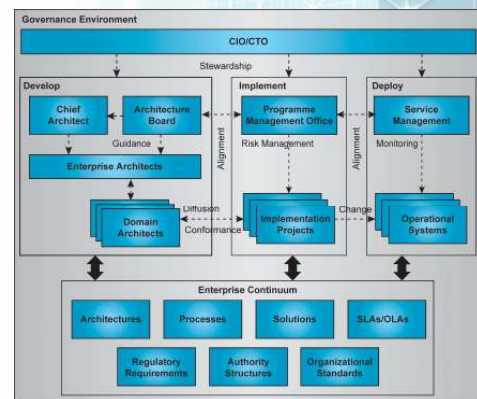 Governance Environment
CIO/CTO
Stewardship
Develop
Implement
Deploy
Chief
Architect
Architecture
Board
Programme
Management Office
Service
Management
Guidance
Alignment
Risk Management
Alignment
Monitoring
Enterprise Architects
Diffusion
Conformance
Change
Domain
Architects
Implementation
Projects
Operational
Systems
Enterprise Continuum
Architectures
Processes
Solutions
SLAs/OLAs
Regulatory
Requirements
Authority
Structures
Organizational
Standards